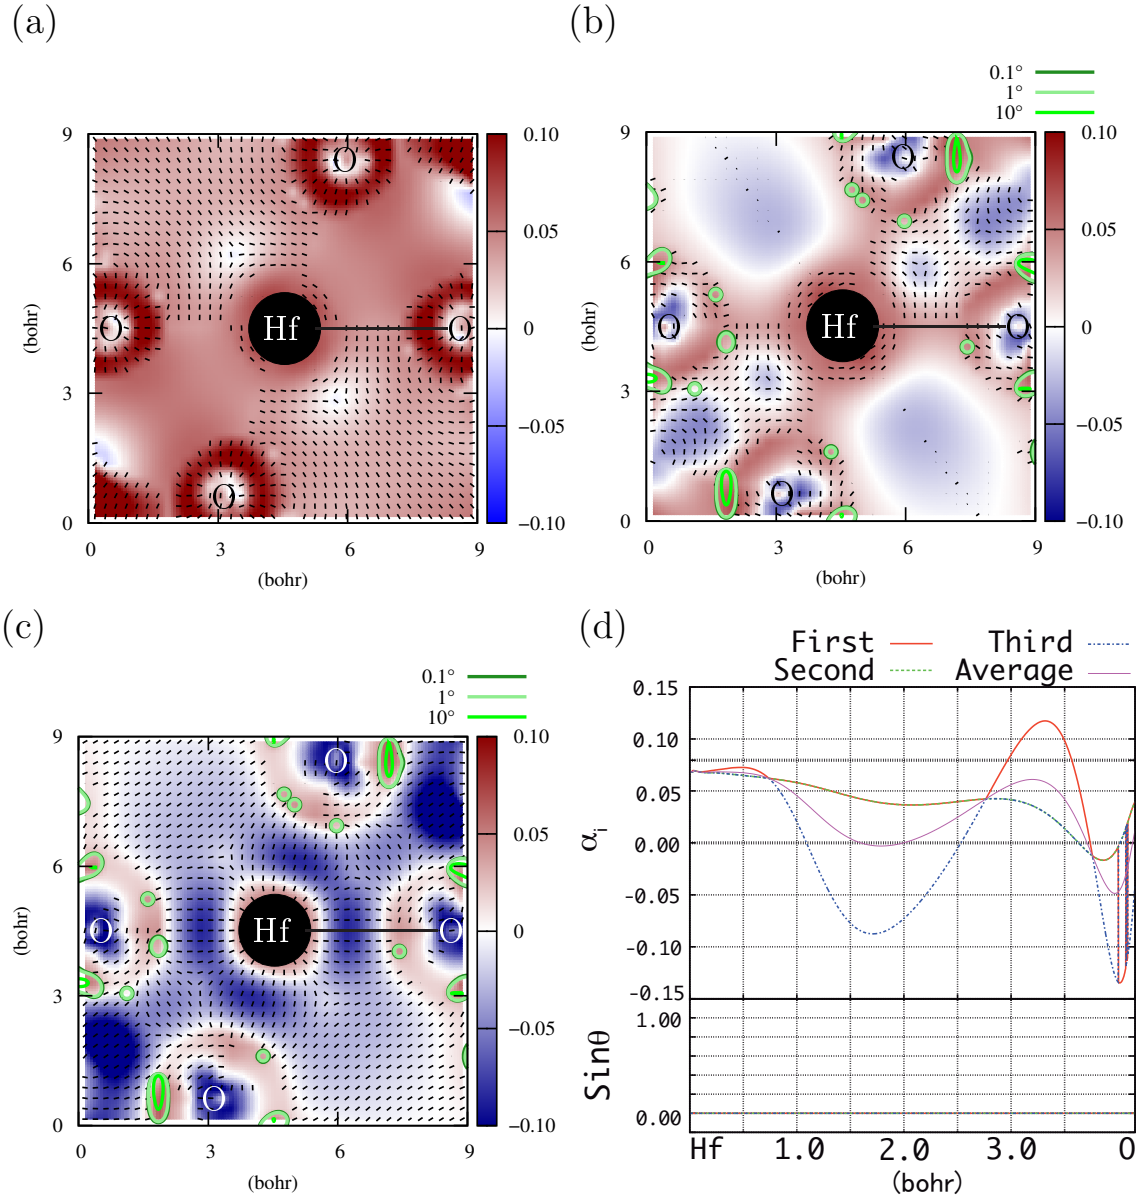 (a)
9
6
3
0
(bohr)
0 3 6 9
(bohr)
O
O
Hf
O
O
0.10
0.05
0
−0.05
−0.10
(b)
0.1°
1°
10°
9
6
3
0
(bohr)
0 3 6 9
(bohr)
O
O
Hf
O
O
0.10
0.05
0
−0.05
−0.10
(c)
0.1°
1°
10°
9
6
3
0
(bohr)
0 3 6 9
(bohr)
O
O
Hf
O
O
0.10
0.05
0
−0.05
−0.10
(d)
First Third
Second Average
0.15
0.10
0.05
0.00
-0.05
-0.10
-0.15
αi
1.00
0.00
Sinθ
Hf 1.0 2.0 3.0 O
(bohr)